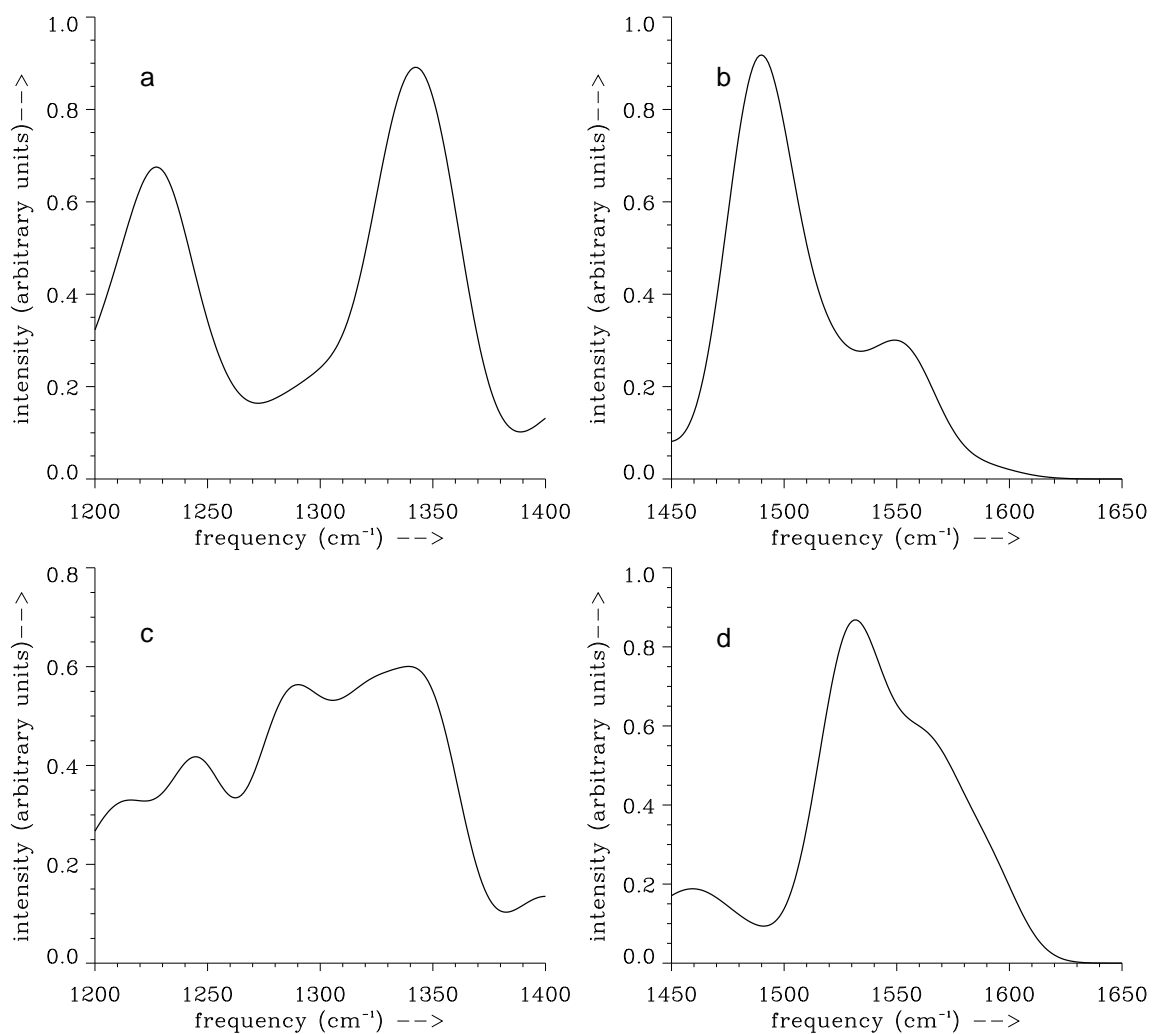 1.0
0.8
0.6
0.4
0.2
0.0
intensity (arbitrary units)-->
a
1200 1250 1300 1350 1400
frequency (cm⁻¹) -->
1.0
0.8
0.6
0.4
0.2
0.0
intensity (arbitrary units)-->
b
1450 1500 1550 1600 1650
frequency (cm⁻¹) -->
0.8
0.6
0.4
0.2
0.0
intensity (arbitrary units)-->
c
1200 1250 1300 1350 1400
frequency (cm⁻¹) -->
1.0
0.8
0.6
0.4
0.2
0.0
intensity (arbitrary units)-->
d
1450 1500 1550 1600 1650
frequency (cm⁻¹) -->